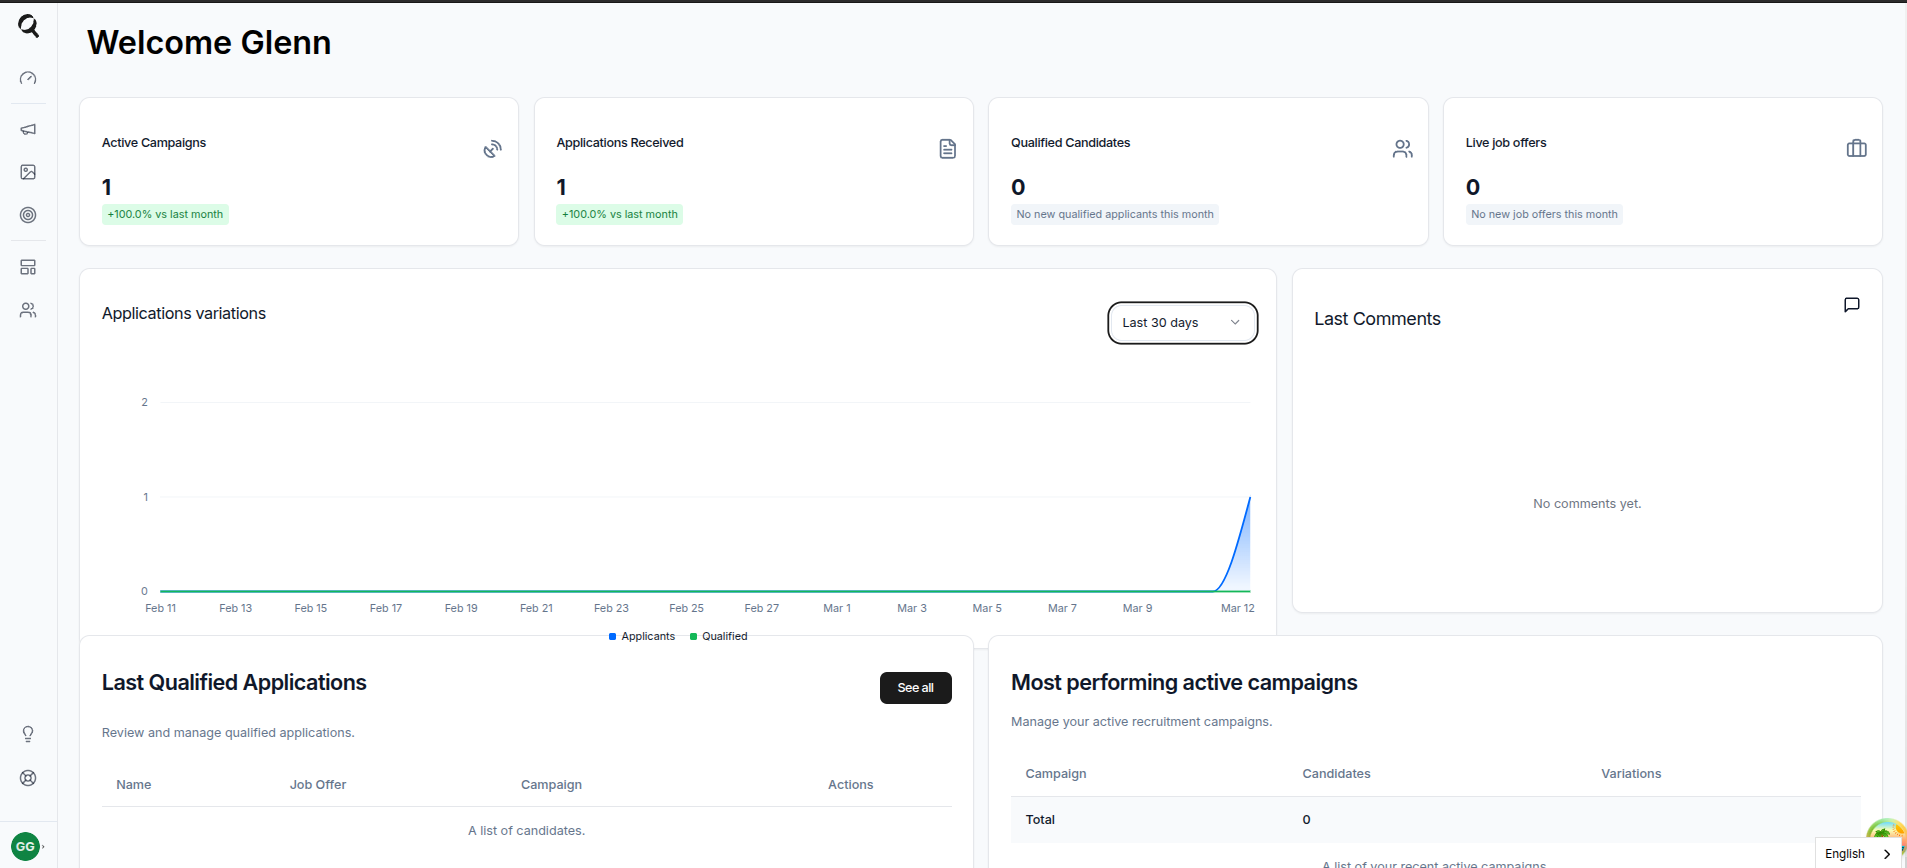 Welcome Glenn
Active Campaigns
1
+100.0% vs last month
Applications Received
1
+100.0% vs last month
Qualified Candidates
0
No new qualified applicants this month
Live job offers
0
No new job offers this month
Applications variations
Last 30 days
2
1
0
Feb 11 Feb 13 Feb 15 Feb 17 Feb 19 Feb 21 Feb 23 Feb 25 Feb 27 Mar 1 Mar 3 Mar 5 Mar 7 Mar 9 Mar 12
Applicants Qualified
Last Comments
No comments yet.
Last Qualified Applications
See all
Review and manage qualified applications.
Name Job Offer Campaign Actions
A list of candidates.
Most performing active campaigns
Manage your active recruitment campaigns.
Campaign Candidates Variations
Total 0
A list of your recent active campaigns
GG
English